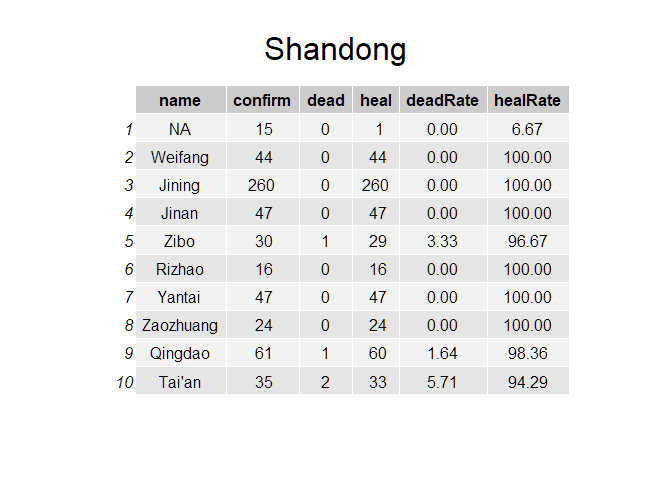 Shandong
name confirm dead heal deadRate healRate
1 NA 15 0 1 0.00 6.67
2 Weifang 44 0 44 0.00 100.00
3 Jining 260 0 260 0.00 100.00
4 Jinan 47 0 47 0.00 100.00
5 Zibo 30 1 29 3.33 96.67
6 Rizhao 16 0 16 0.00 100.00
7 Yantai 47 0 47 0.00 100.00
8 Zaozhuang 24 0 24 0.00 100.00
9 Qingdao 61 1 60 1.64 98.36
10 Tai'an 35 2 33 5.71 94.29